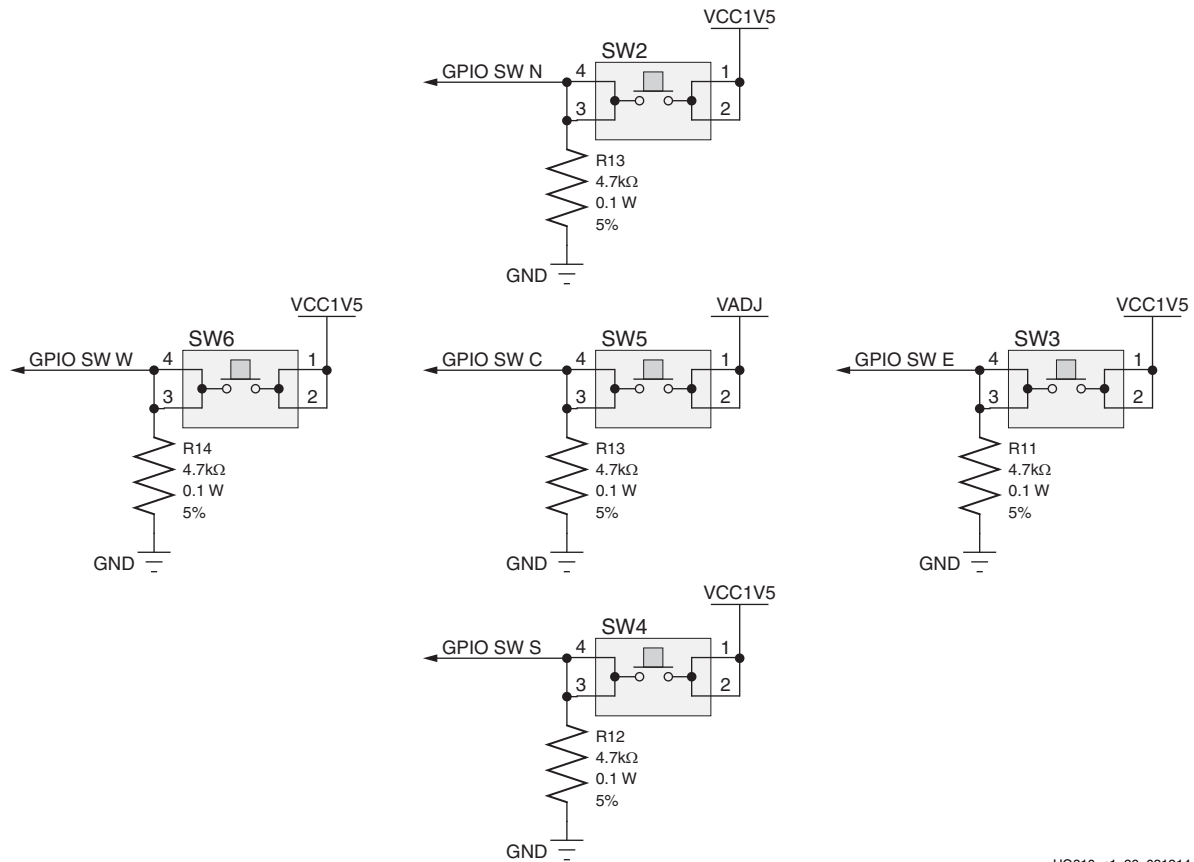 VCC1V5
SW2
GPIO SW N
4
1
3
2
R13
4.7kΩ
0.1 W
5%
GND
VCC1V5
SW6
GPIO SW W
4
1
3
2
R14
4.7kΩ
0.1 W
5%
GND
VADJ
SW5
GPIO SW C
4
1
3
2
R13
4.7kΩ
0.1 W
5%
GND
VCC1V5
SW3
GPIO SW E
4
1
3
2
R11
4.7kΩ
0.1 W
5%
GND
VCC1V5
SW4
GPIO SW S
4
1
3
2
R12
4.7kΩ
0.1 W
5%
GND